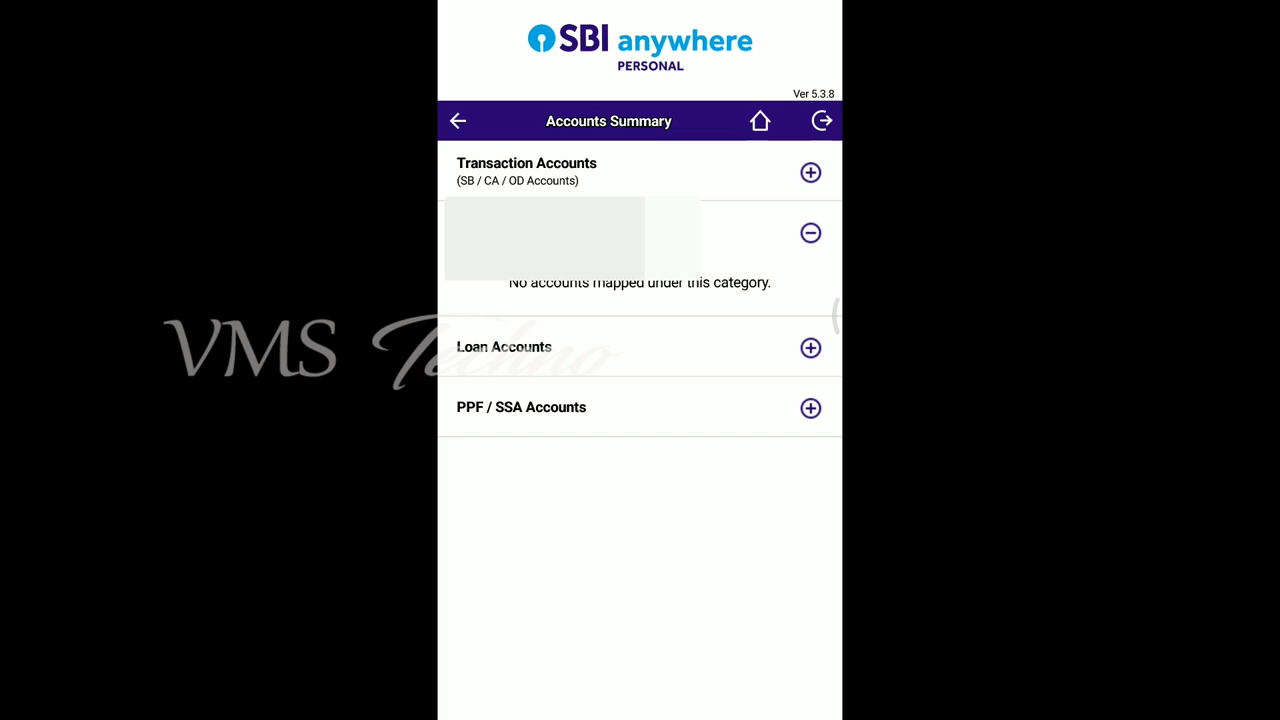 SBI anywhere
PERSONAL
Ver 5.3.8
Accounts Summary
Transaction Accounts
(SB / CA / OD Accounts)
No accounts mapped under this category.
VMS Techno
Loan Accounts
PPF / SSA Accounts